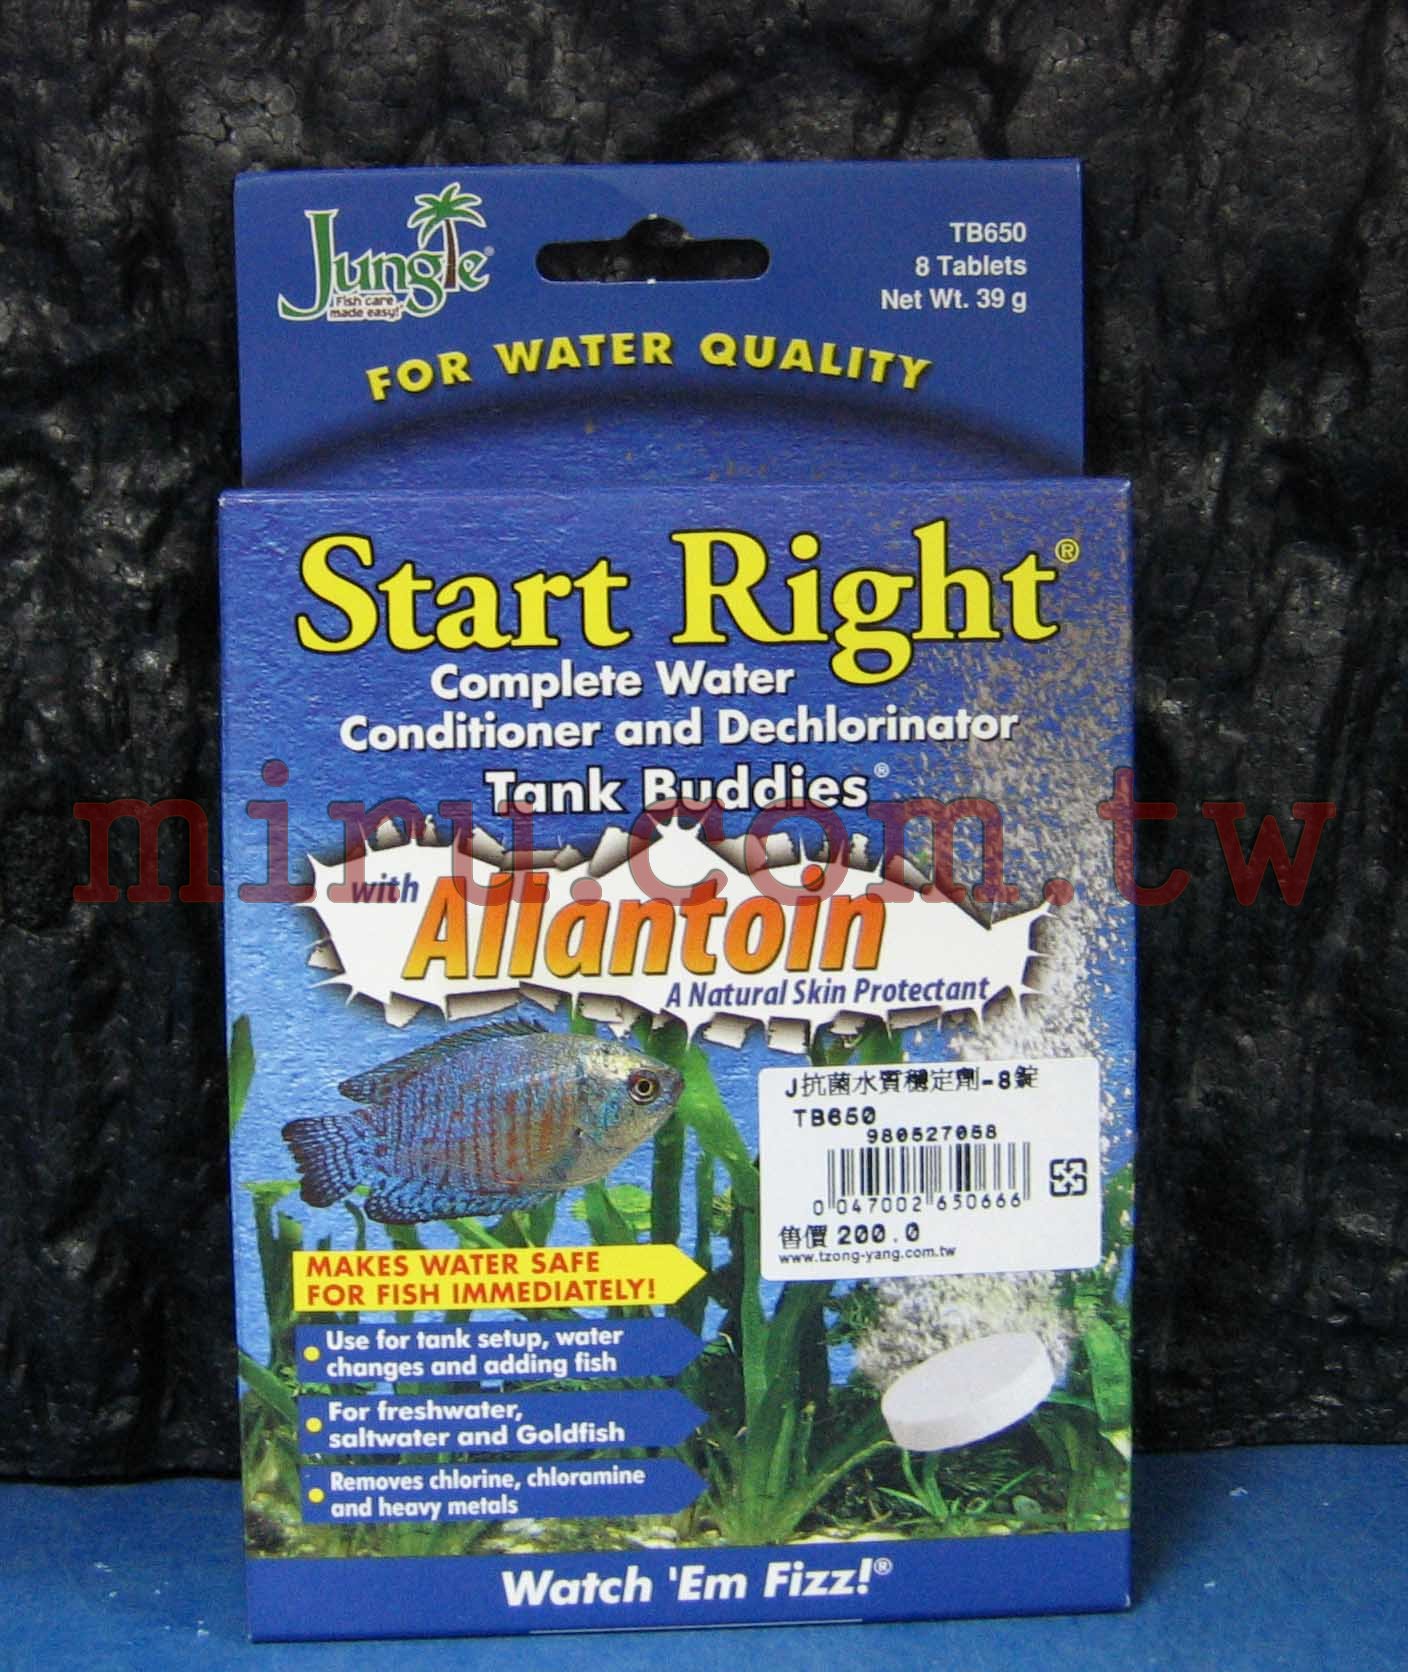 Jungle®
Fish care
made easy!
TB650
8 Tablets
Net Wt. 39 g
FOR WATER QUALITY
Start Right®
Complete Water
Conditioner and Dechlorinator
Tank Buddies®
miru.com.tw
with Allantoin
A Natural Skin Protectant
J抗菌水質穩定劑-8錠
TB650
980527058
0 047002 650666
售價 200.0
www.tzong-yang.com.tw
MAKES WATER SAFE
FOR FISH IMMEDIATELY!
Use for tank setup, water
changes and adding fish
For freshwater,
saltwater and Goldfish
Removes chlorine, chloramine
and heavy metals
Watch 'Em Fizz!®